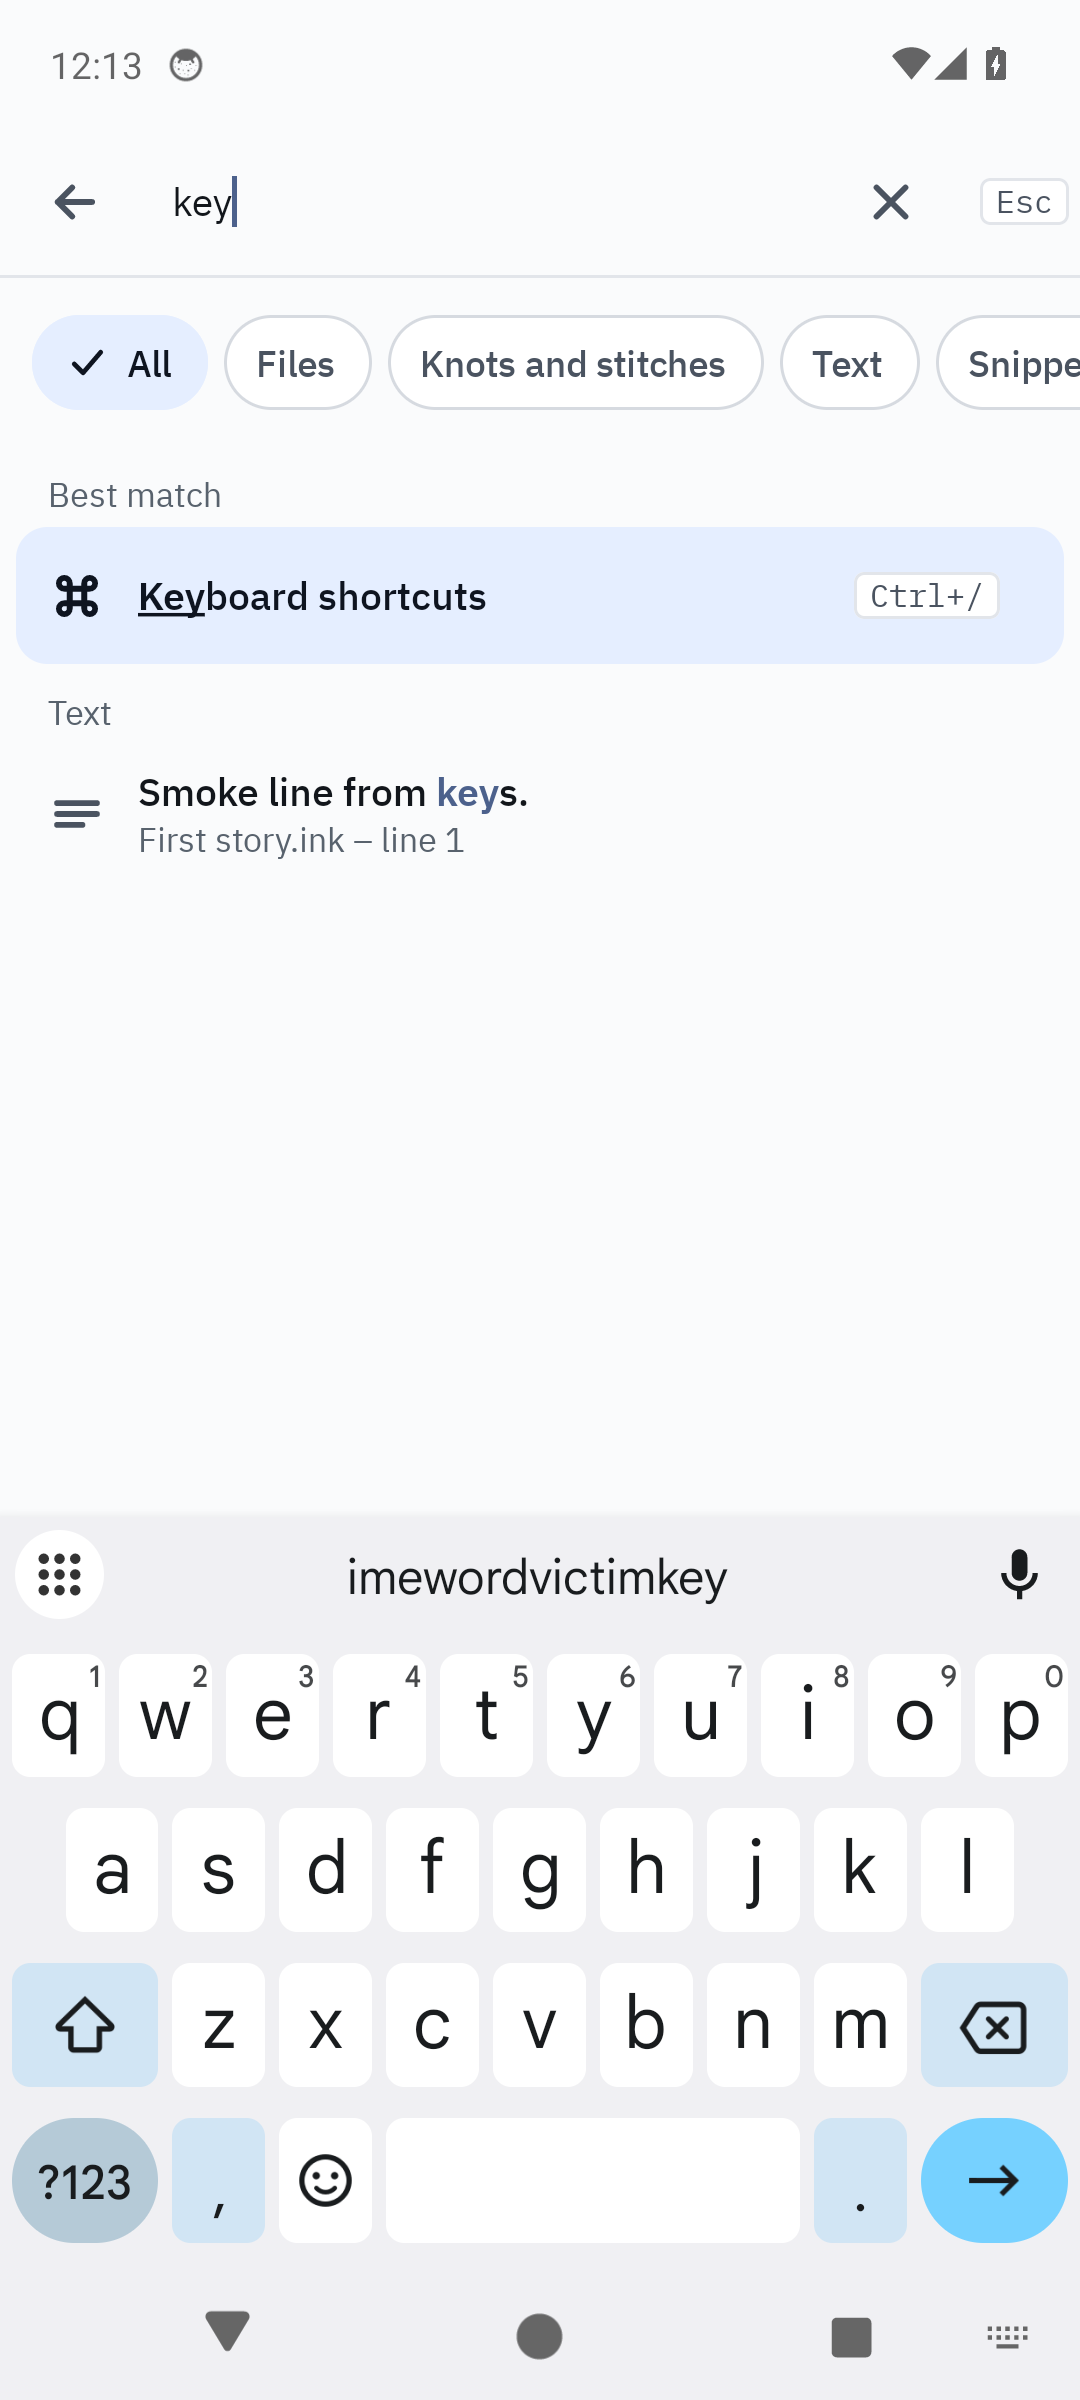 12:13
key
Esc
All
Files
Knots and stitches
Text
Snippe
Best match
Keyboard shortcuts
Ctrl+/
Text
Smoke line from keys.
First story.ink – line 1
imewordvictimkey
q 1 w 2 e 3 r 4 t 5 y 6 u 7 i 8 o 9 p 0
a s d f g h j k l
z x c v b n m
?123 , .